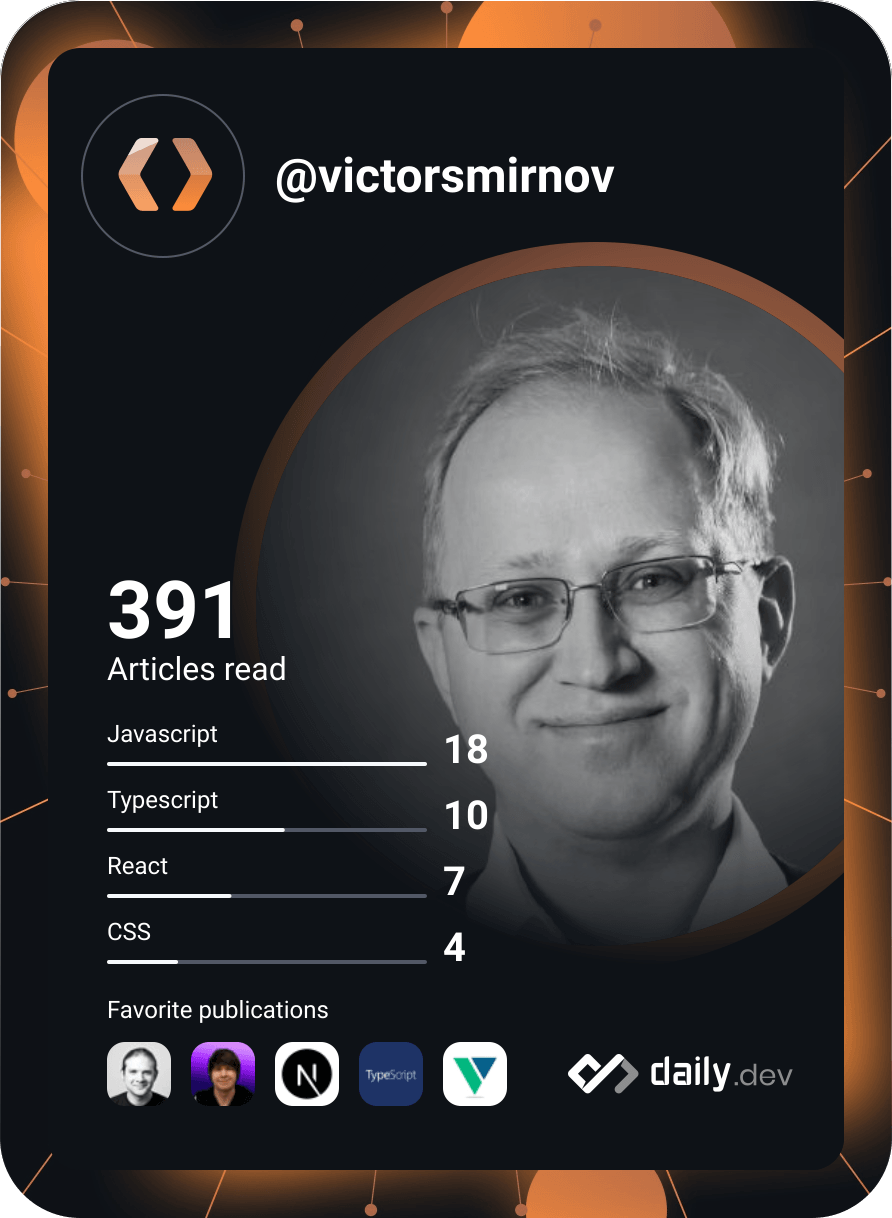 @victorsmirnov
391
Articles read
Javascript
18
Typescript
10
React
7
CSS
4
Favorite publications
N
TypeScript
daily.dev